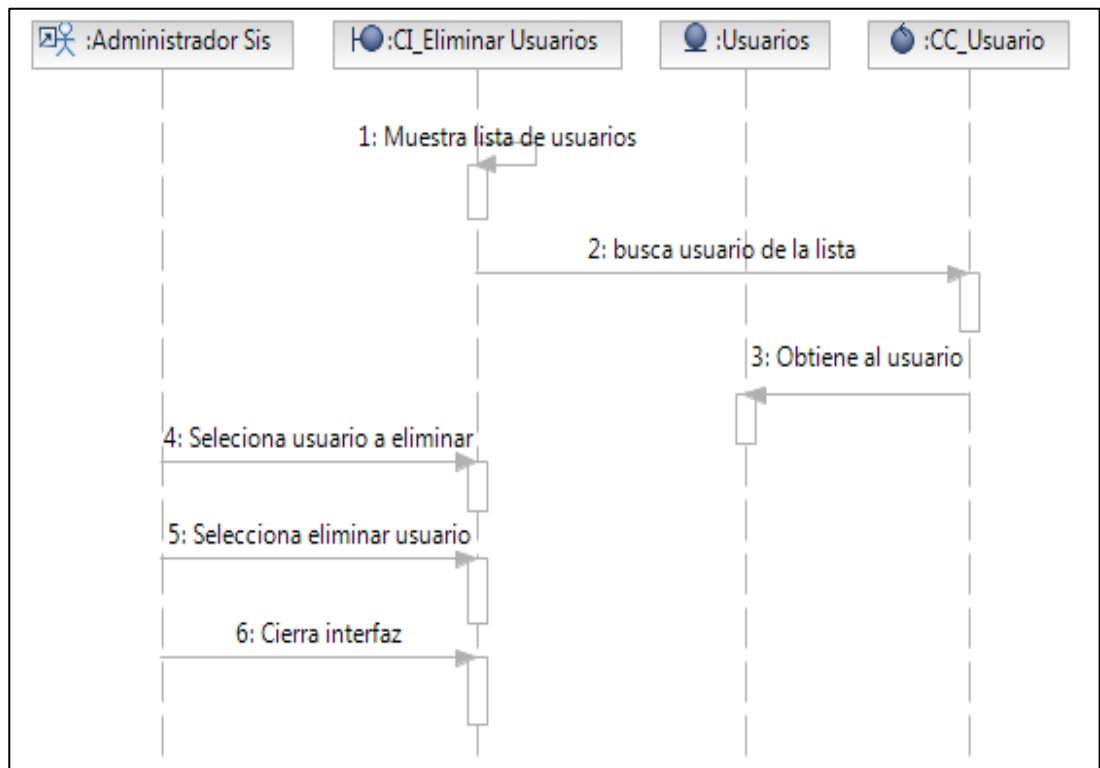 :Administrador Sis
:CI_Eliminar Usuarios
:Usuarios
:CC_Usuario
1: Muestra lista de usuarios
2: busca usuario de la lista
3: Obtiene al usuario
4: Seleciona usuario a eliminar
5: Selecciona eliminar usuario
6: Cierra interfaz